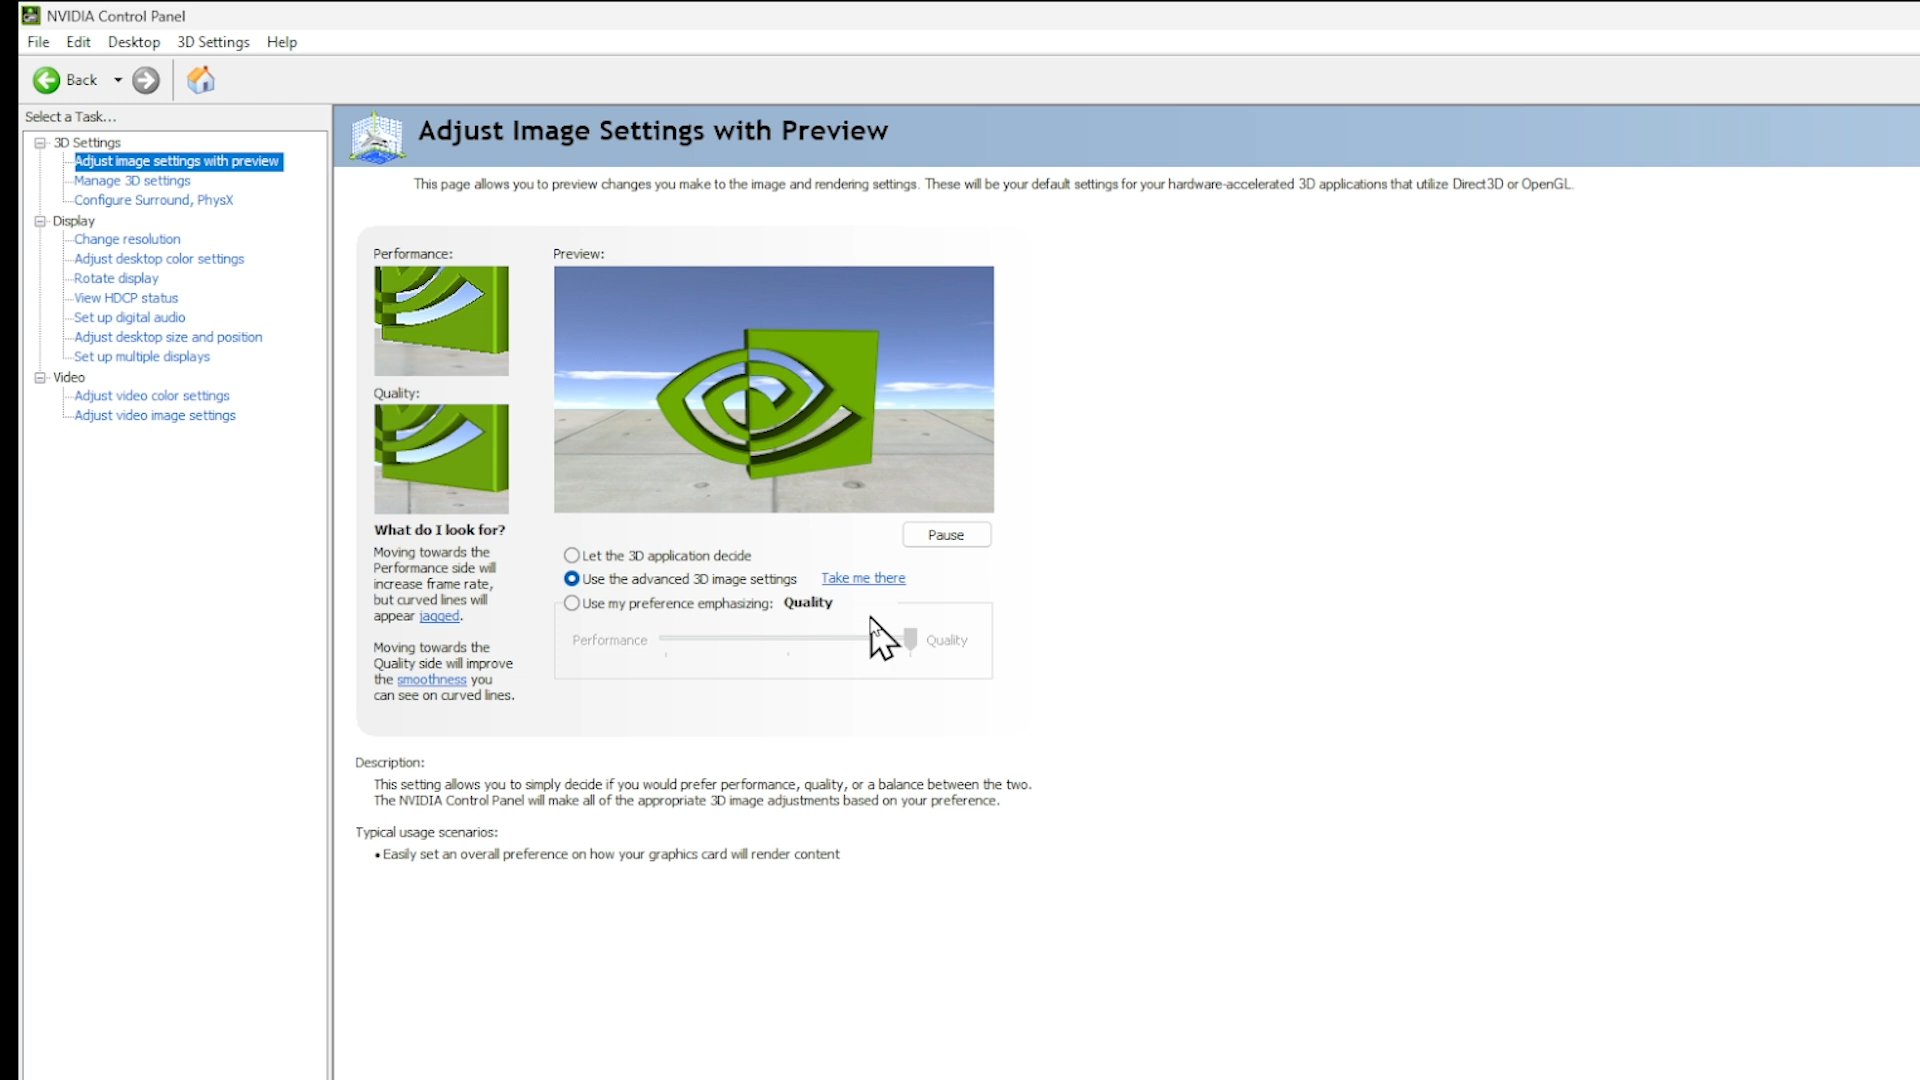 NVIDIA Control Panel
File Edit Desktop 3D Settings Help
Back
Select a Task...
3D Settings
Adjust image settings with preview
Manage 3D settings
Configure Surround, PhysX
Display
Change resolution
Adjust desktop color settings
Rotate display
View HDCP status
Set up digital audio
Adjust desktop size and position
Set up multiple displays
Video
Adjust video color settings
Adjust video image settings
Adjust Image Settings with Preview
This page allows you to preview changes you make to the image and rendering settings. These will be your default settings for your hardware-accelerated 3D applications that utilize Direct3D or OpenGL.
Performance:
Quality:
What do I look for?
Moving towards the
Performance side will
increase frame rate,
but curved lines will
appear jagged.
Moving towards the
Quality side will improve
the smoothness you
can see on curved lines.
Preview:
Pause
Let the 3D application decide
Use the advanced 3D image settings Take me there
Use my preference emphasizing: Quality
Performance Quality
Description:
This setting allows you to simply decide if you would prefer performance, quality, or a balance between the two.
The NVIDIA Control Panel will make all of the appropriate 3D image adjustments based on your preference.
Typical usage scenarios:
• Easily set an overall preference on how your graphics card will render content